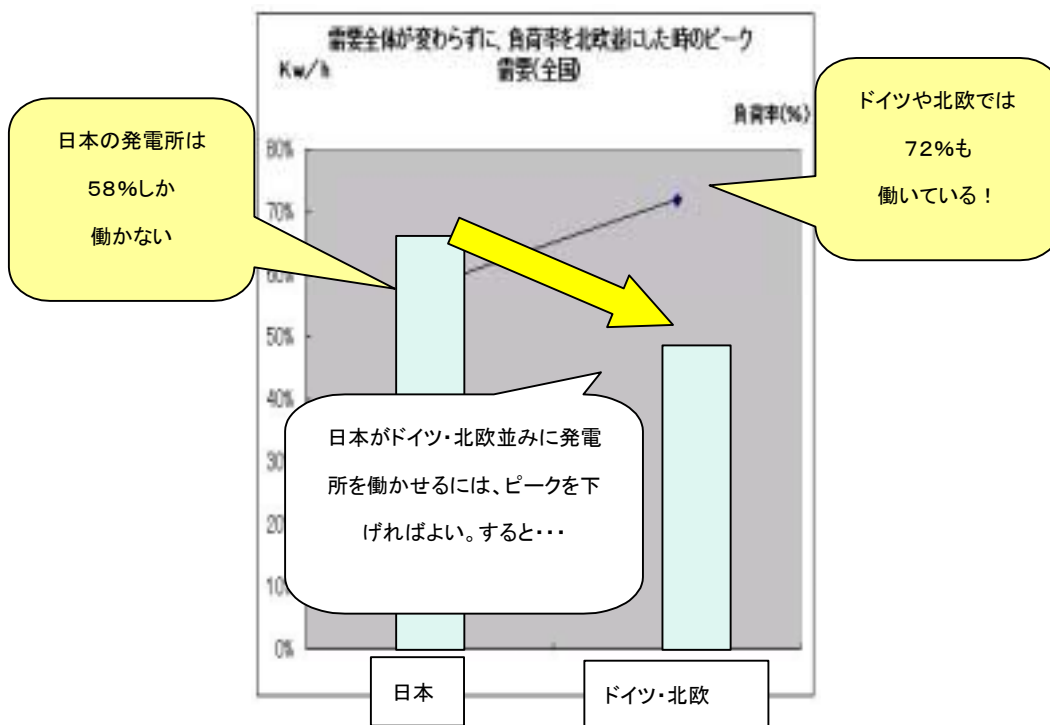 需要全体が変わらずに、負荷率を北欧並にした時のピーク
需要(全国)
Kw/h
負荷率(%)
日本の発電所は
58%しか
働かない
ドイツや北欧では
72%も
働いている！
80%
70%
60%
50%
40%
30%
20%
10%
0%
日本がドイツ・北欧並みに発電
所を働かせるには、ピークを下
げればよい。すると・・・
日本
ドイツ・北欧